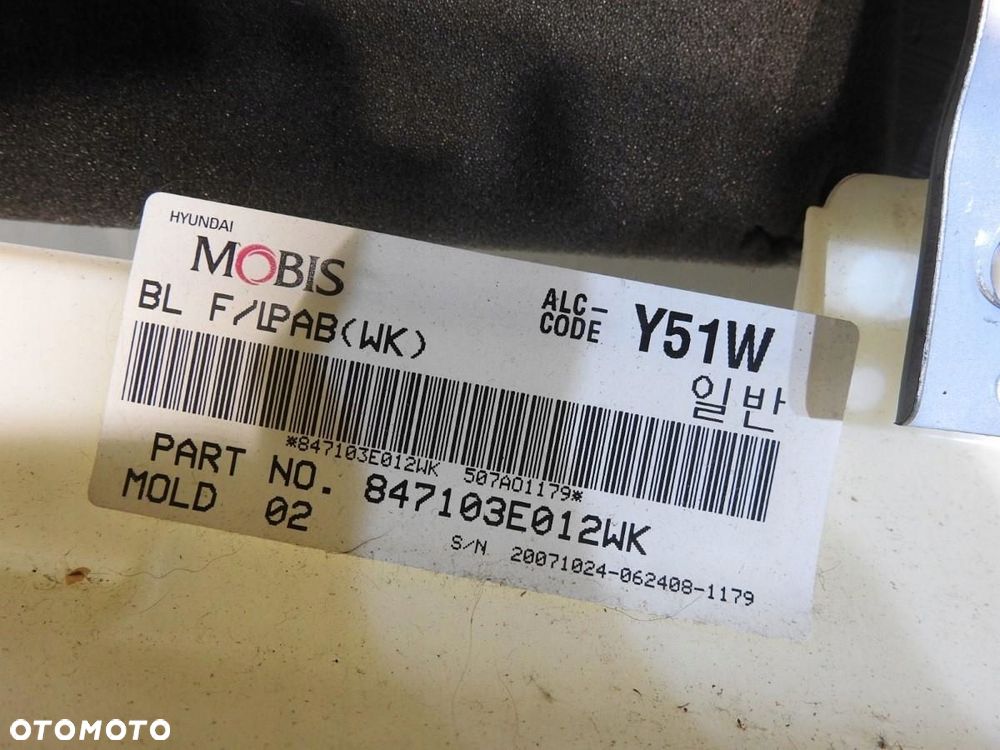 HYUNDAI
MOBIS
BL F/LPAB(WK)
ALC-
CODE
Y51W
일반
*847103E012WK 507A01179*
PART NO. 847103E012WK
MOLD 02
S/N 20071024-062408-1179
OTOMOTO